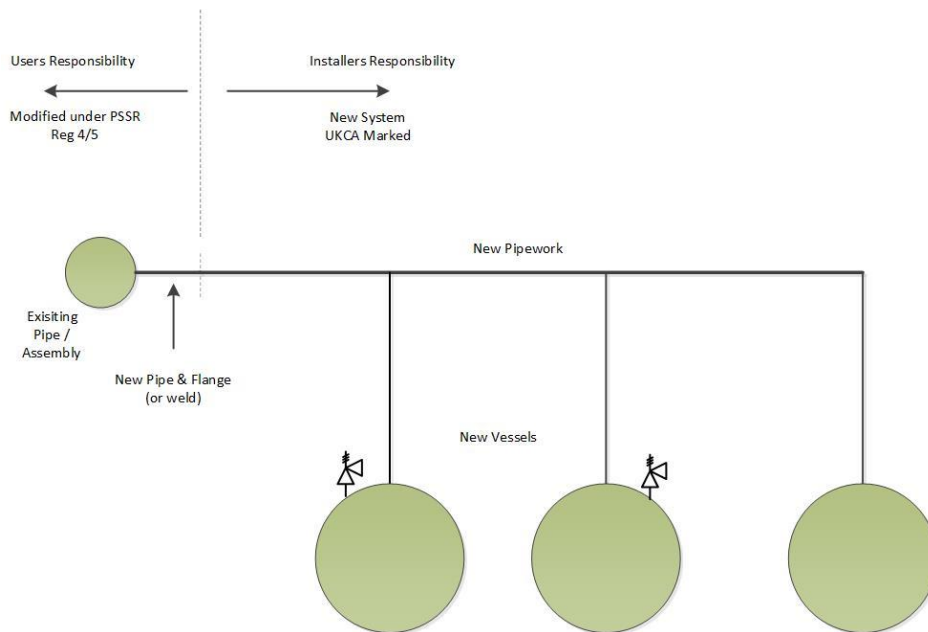 Users Responsibility
Installers Responsibility
Modified under PSSR
Reg 4/5
New System
UKCA Marked
New Pipework
Exisiting
Pipe /
Assembly
New Pipe & Flange
(or weld)
New Vessels